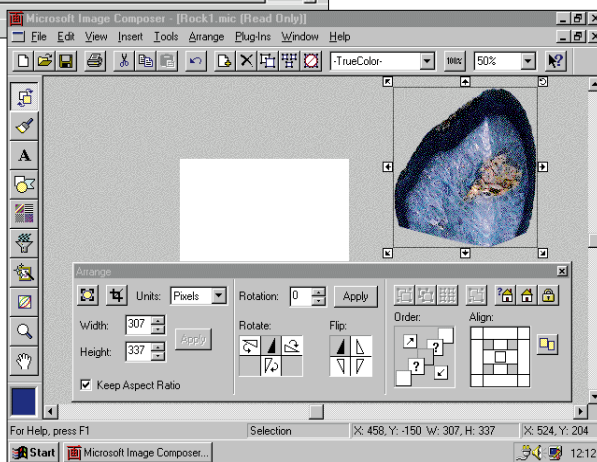 Microsoft Image Composer - [Rock1.mic (Read Only)]
File Edit View Insert Tools Arrange Plug-Ins Window Help
-TrueColor- 100% 50%
A
Arrange
Units: Pixels Rotation: 0 Apply
Width: 307 Apply Rotate: Flip: Order: Align:
Height: 337
Keep Aspect Ratio
For Help, press F1 Selection X: 458, Y: -150 W: 307, H: 337 X: 524, Y: 204
Start Microsoft Image Composer... 12:12